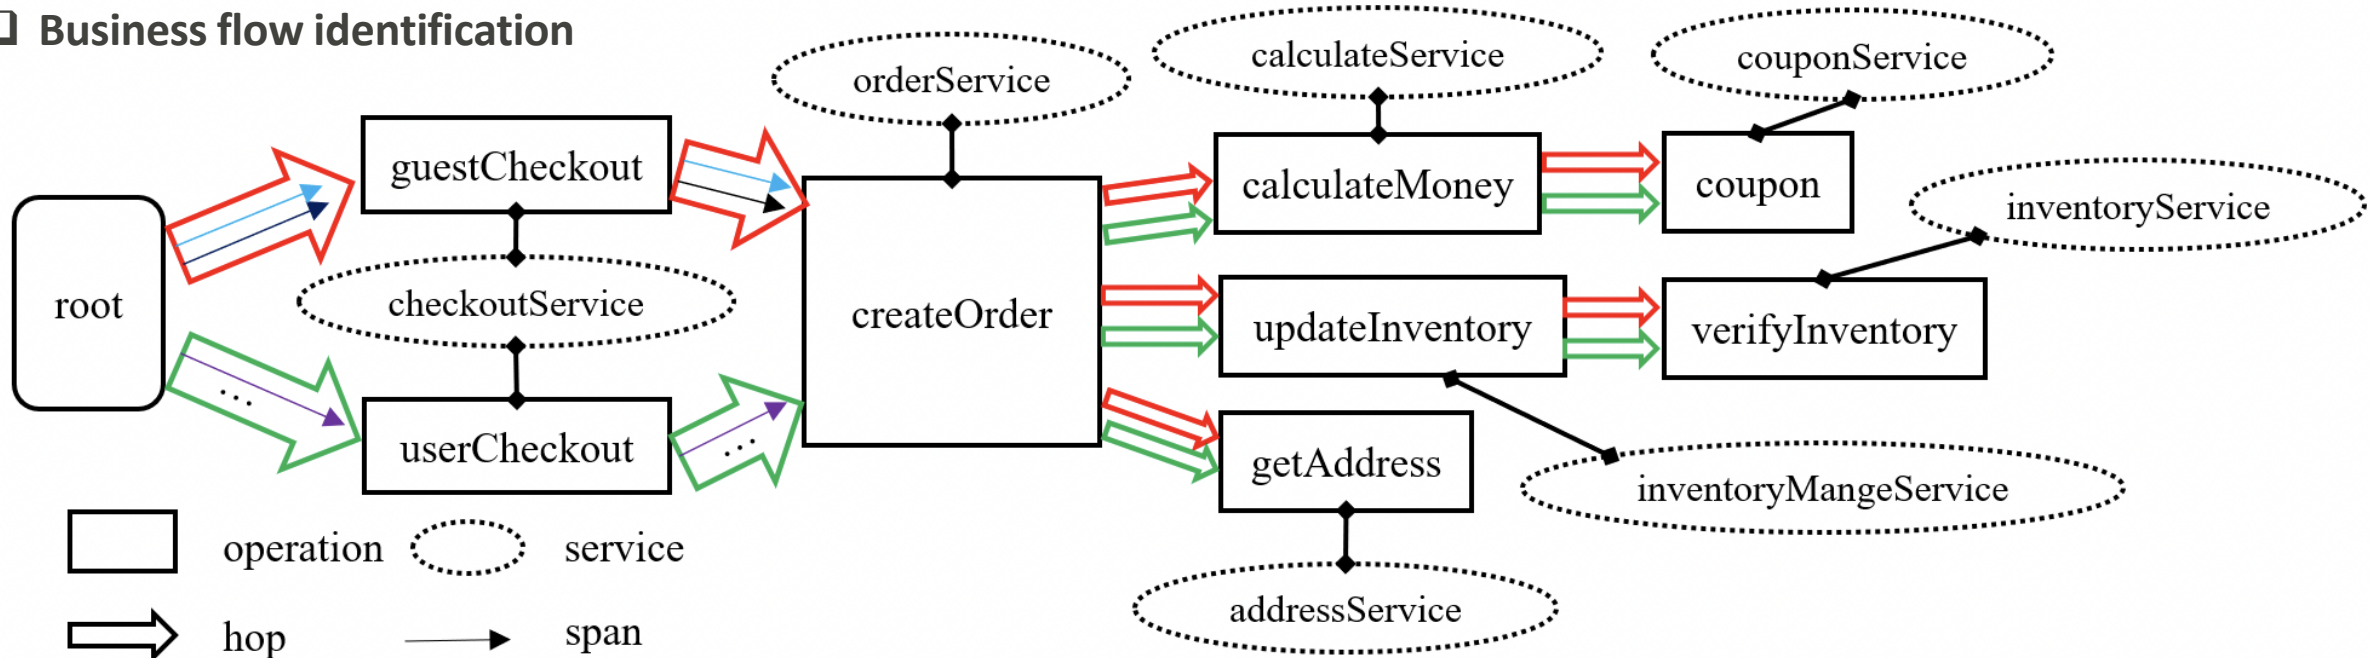 Business flow identification
orderService
calculateService
couponService
guestCheckout
calculateMoney
coupon
inventoryService
root
checkoutService
createOrder
updateInventory
verifyInventory
userCheckout
getAddress
inventoryMangeService
operation
service
addressService
hop
span